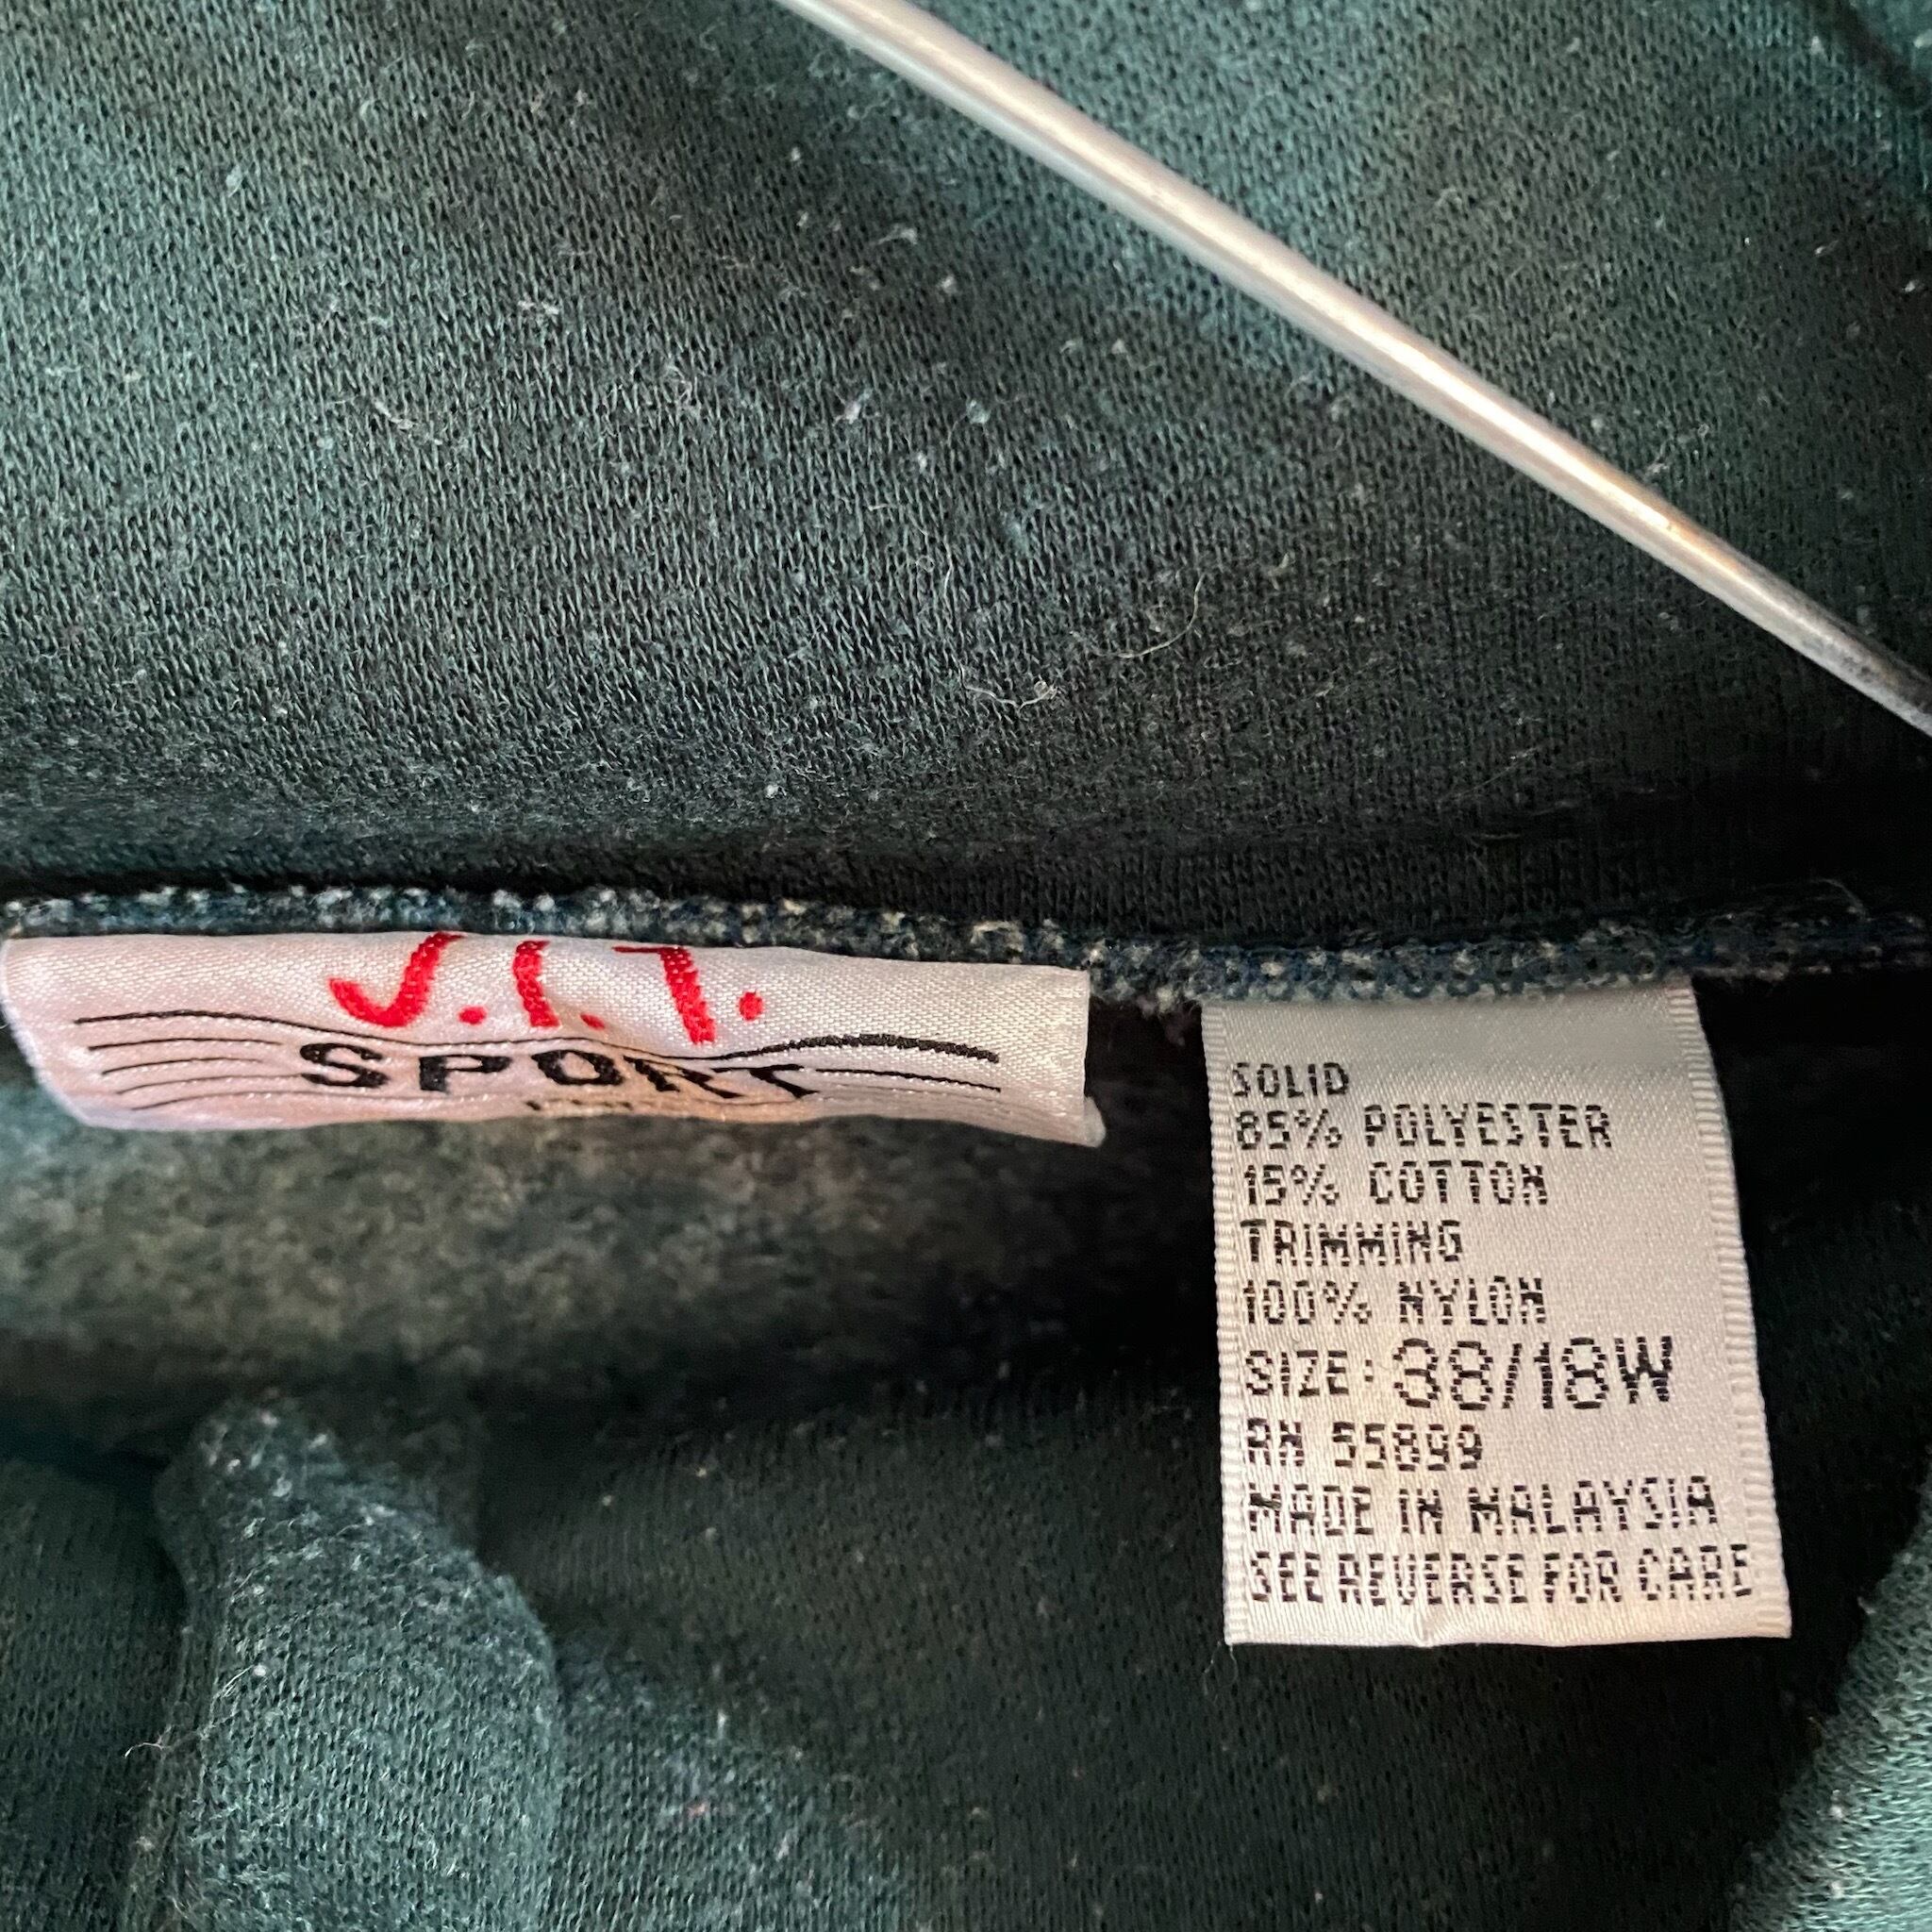 J.I.T.
SPORT
SOLID
85% POLYESTER
15% COTTON
TRIMMING
100% NYLON
SIZE: 38/18W
RN 55899
MADE IN MALAYSIA
SEE REVERSE FOR CARE